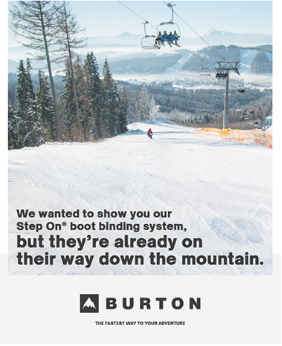 We wanted to show you our
Step On® boot binding system,
but they're already on
their way down the mountain.
BURTON
THE FASTEST WAY TO YOUR ADVENTURE